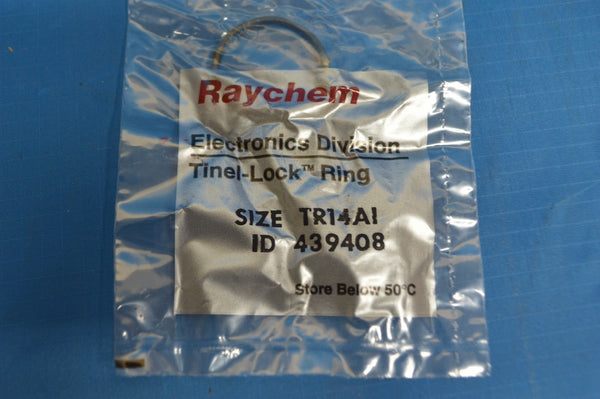 Raychem
Electronics Division
Tinel-Lock™ Ring
SIZE TR14AI
ID 439408
Store Below 50°C